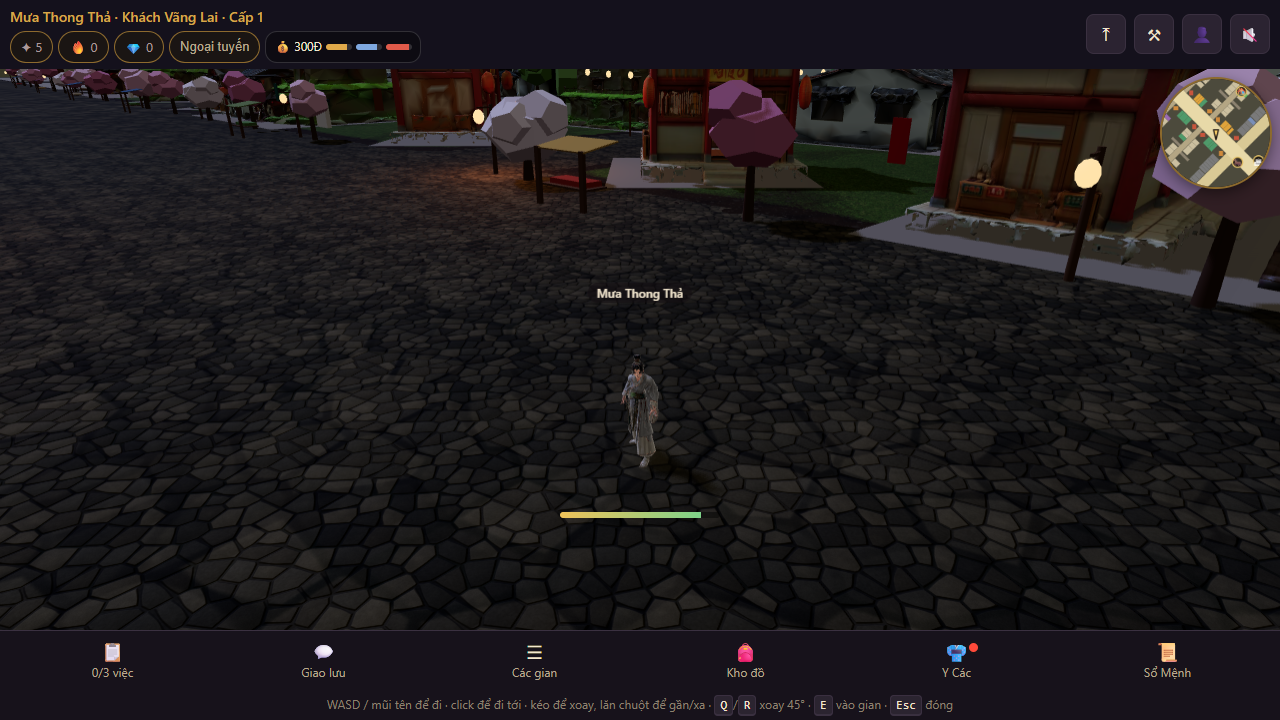 Mưa Thong Thả · Khách Vãng Lai · Cấp 1
✦ 5 0 0 Ngoại tuyến 300Đ
Mưa Thong Thả
0/3 việc Giao lưu Các gian Kho đồ Y Các Sổ Mệnh
WASD / mũi tên để đi · click để đi tới · kéo để xoay, lăn chuột để gần/xa · Q/R xoay 45° · E vào gian · Esc đóng